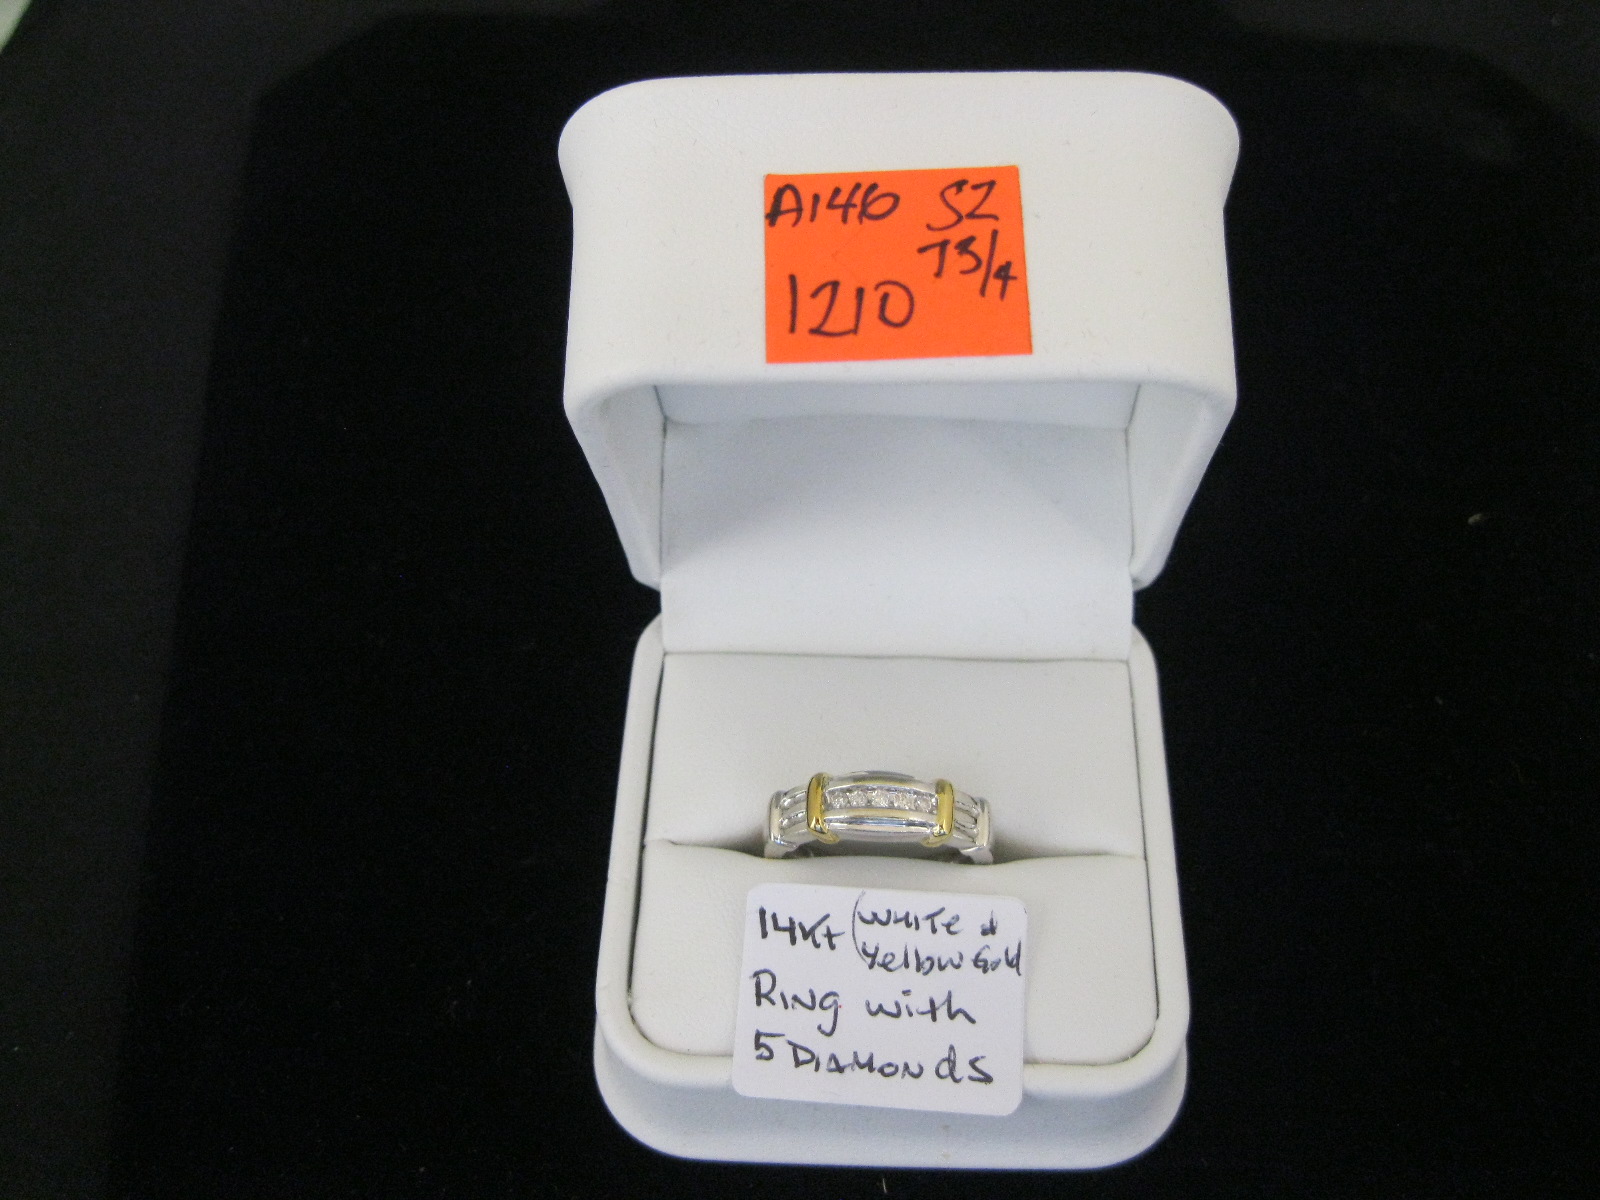 A146 SZ
7 3/4
1210
14Kt (WHITE &
Yellow Gold
RING with
5 DIAMONDS